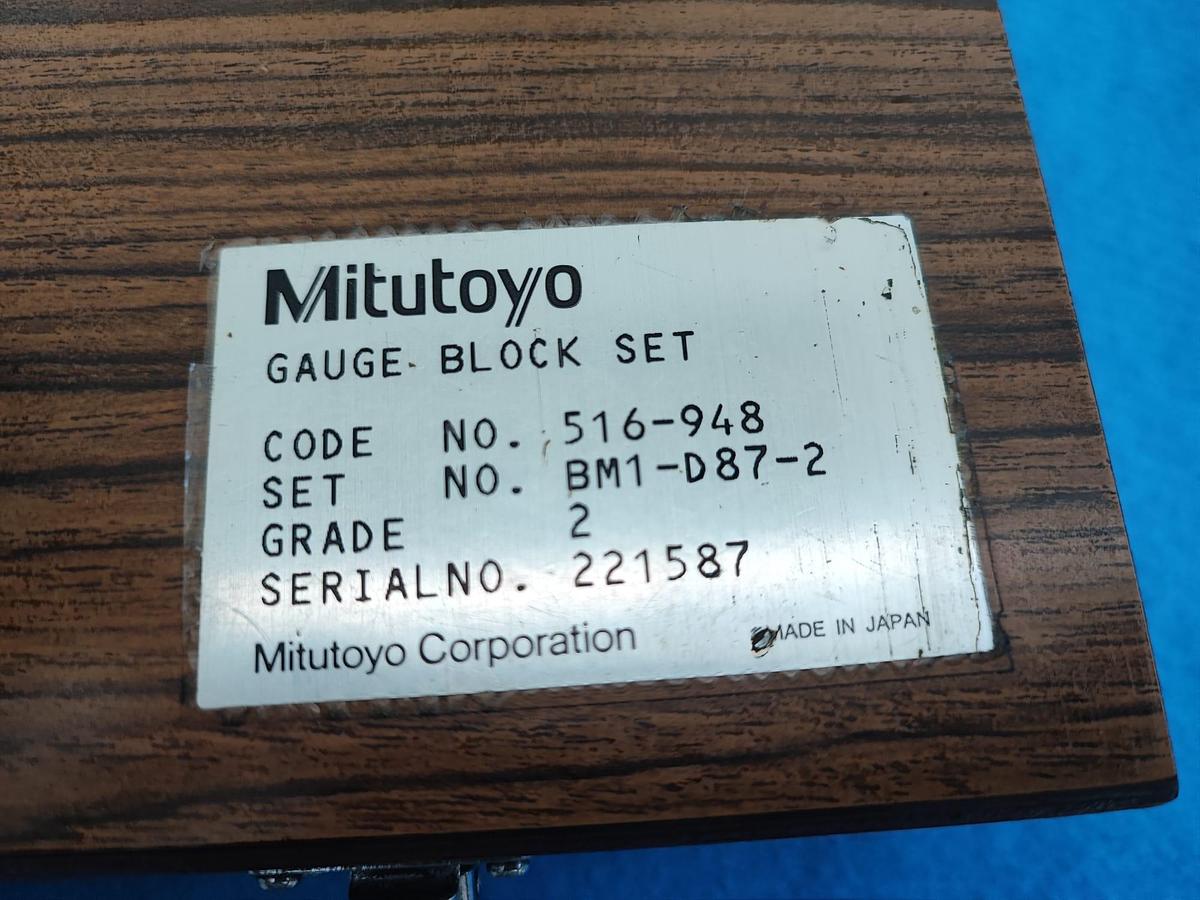 Mitutoyo
GAUGE BLOCK SET
CODE NO. 516-948
SET NO. BM1-D87-2
GRADE 2
SERIALNO. 221587
Mitutoyo Corporation
MADE IN JAPAN